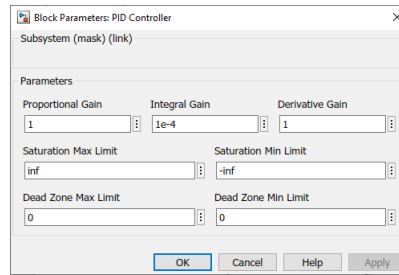 Block Parameters: PID Controller
Subsystem (mask) (link)
Parameters
Proportional Gain Integral Gain Derivative Gain
1 1e-4 1
Saturation Max Limit Saturation Min Limit
inf -inf
Dead Zone Max Limit Dead Zone Min Limit
0 0
OK Cancel Help Apply